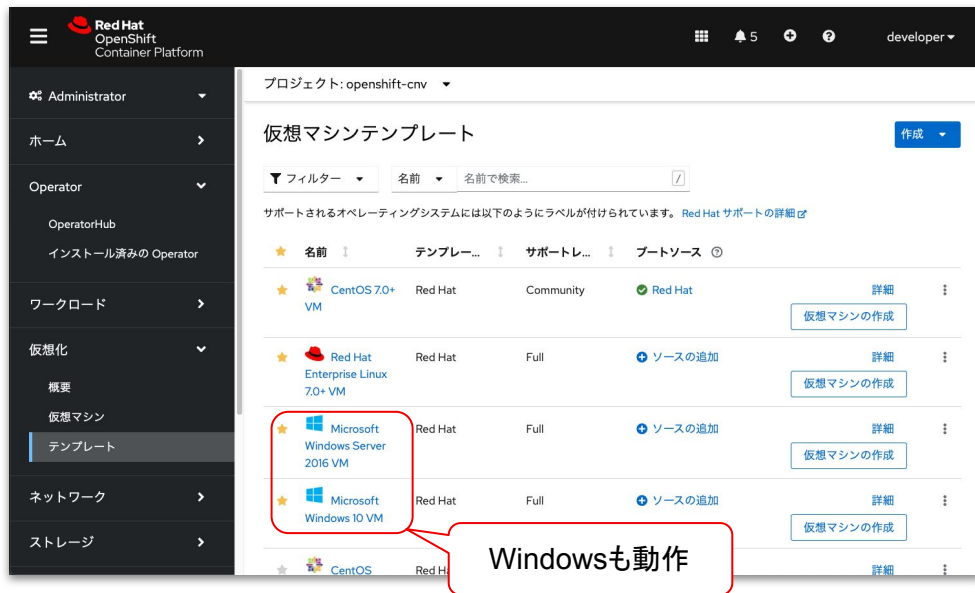 Red Hat
OpenShift
Container Platform
5
developer
Administrator
ホーム
Operator
OperatorHub
インストール済みの Operator
ワークロード
仮想化
概要
仮想マシン
テンプレート
ネットワーク
ストレージ
プロジェクト: openshift-cnv
仮想マシンテンプレート
作成
フィルター 名前 名前で検索... /
サポートされるオペレーティングシステムには以下のようにラベルが付けられています。 Red Hat サポートの詳細
名前 テンプレー... サポートレ... ブートソース
CentOS 7.0+ Red Hat Community Red Hat 詳細
VM
仮想マシンの作成
Red Hat Red Hat Full ソースの追加 詳細
Enterprise Linux
仮想マシンの作成
7.0+ VM
Microsoft Red Hat Full ソースの追加 詳細
Windows Server
仮想マシンの作成
2016 VM
Microsoft Red Hat Full ソースの追加 詳細
Windows 10 VM
仮想マシンの作成
Windowsも動作
CentOS Red 詳細